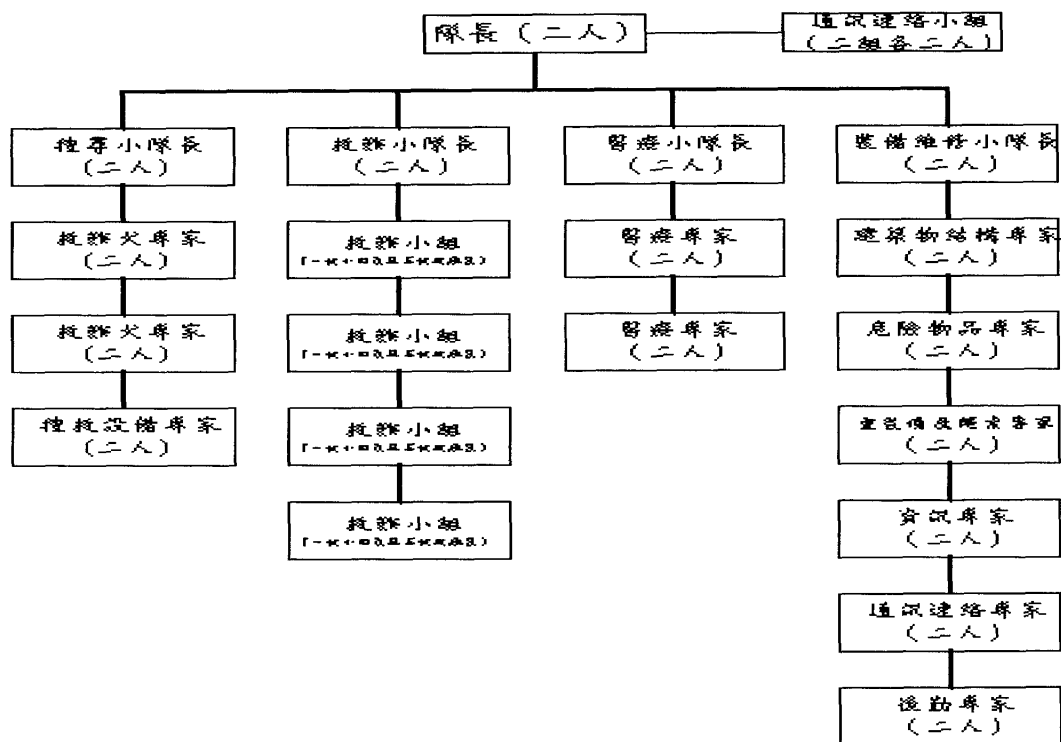 隊長（二人）
通訊連絡小組
（二組各二人）
搜尋小隊長
（二人）
救難小隊長
（二人）
醫療小隊長
（二人）
裝備維修小隊長
（二人）
救難犬專家
（二人）
救難小組
醫療專家
（二人）
建築物結構專家
（二人）
救難犬專家
（二人）
救難小組
醫療專家
（二人）
危險物品專家
（二人）
搜救設備專家
（二人）
救難小組
（二人）
救難小組
資訊專家
（二人）
通訊連絡專家
（二人）
後勤專家
（二人）